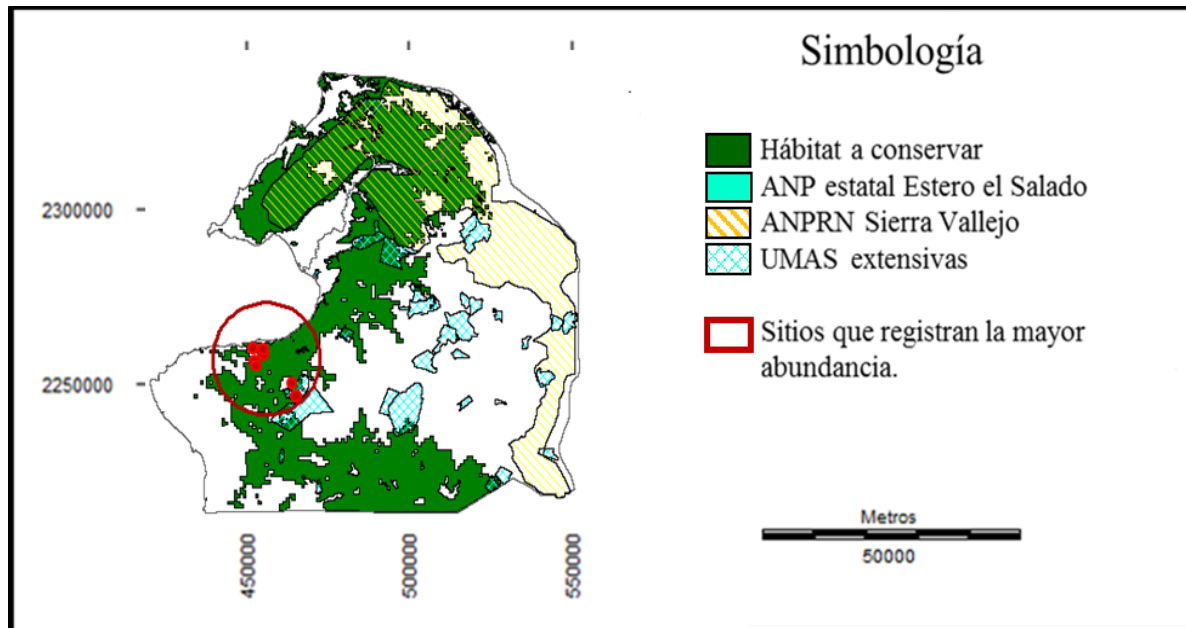 Simbología
Hábitat a conservar
ANP estatal Estero el Salado
ANPRN Sierra Vallejo
UMAS extensivas
Sitios que registran la mayor
abundancia.
2300000
2250000
450000
500000
550000
Metros
50000